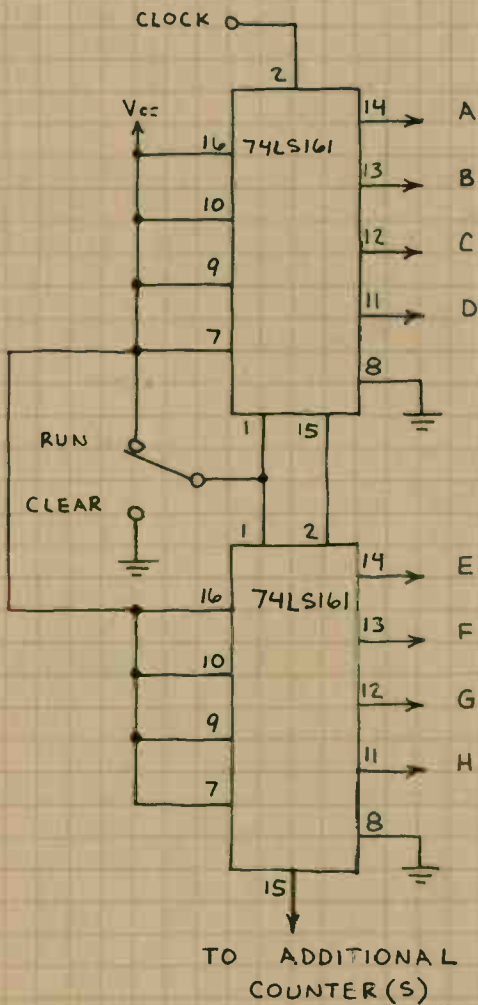 CLOCK
2
Vcc
16 74LS161 14 A
10 13 B
9 12 C
7 11 D
8
1 15
RUN
CLEAR
1 2
16 74LS161 14 E
10 13 F
9 12 G
7 11 H
8
15
TO ADDITIONAL
COUNTER(S)